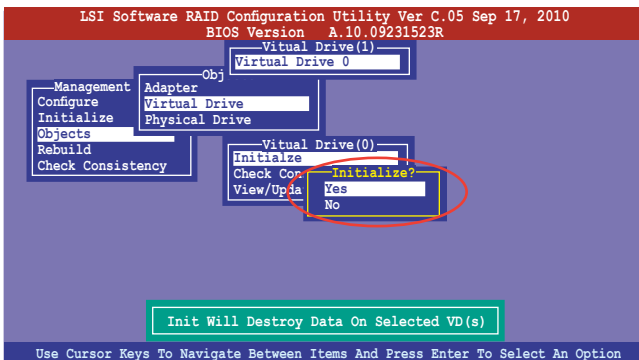 LSI Software RAID Configuration Utility Ver C.05 Sep 17, 2010
BIOS Version A.10.09231523R
Vitual Drive(1)
Virtual Drive 0
Obj
Adapter
Virtual Drive
Physical Drive
Management
Configure
Initialize
Objects
Rebuild
Check Consistency
Vitual Drive(0)
Initialze
Check Con
View/Upda
Initialize?
Yes
No
Init Will Destroy Data On Selected VD(s)
Use Cursor Keys To Navigate Between Items And Press Enter To Select An Option